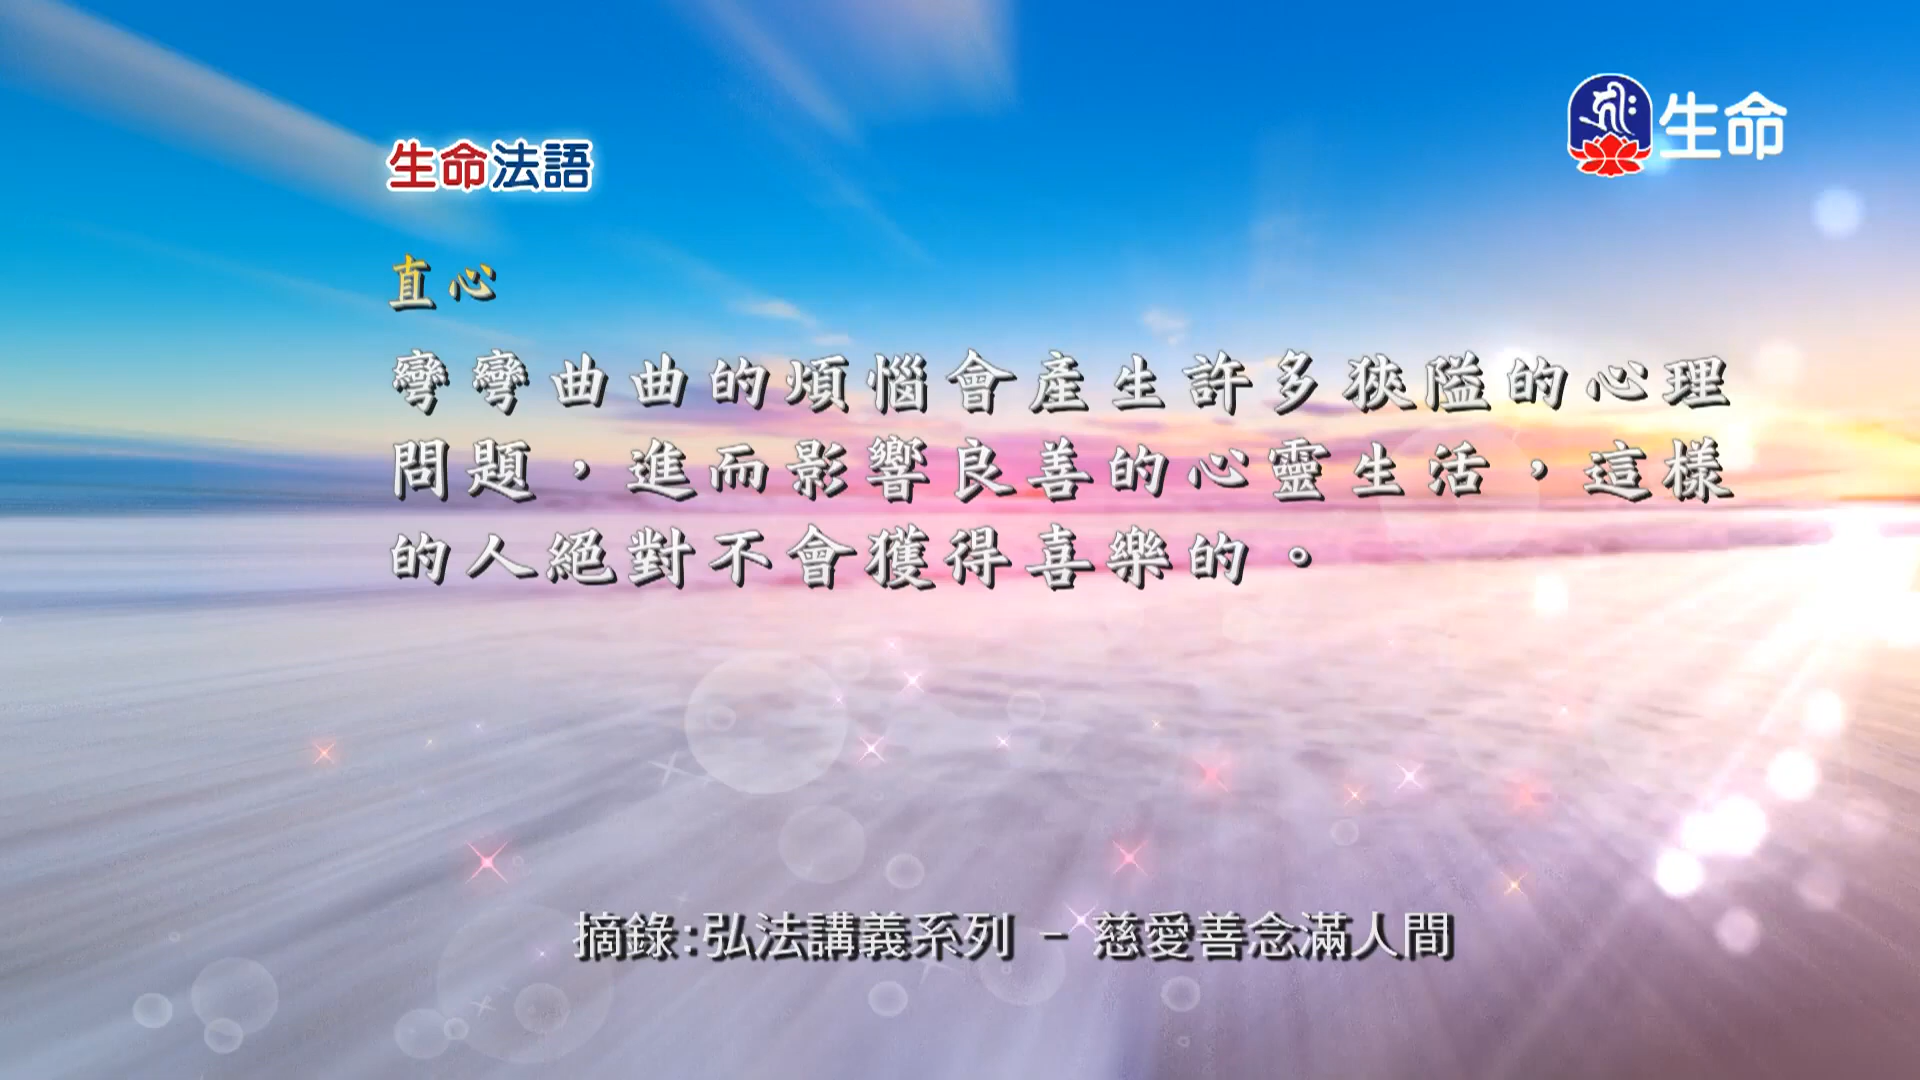 生命
生命法語
直心
彎彎曲曲的煩惱會產生許多狹隘的心理
問題，進而影響良善的心靈生活，這樣
的人絕對不會獲得喜樂的。
摘錄:弘法講義系列 - 慈愛善念滿人間